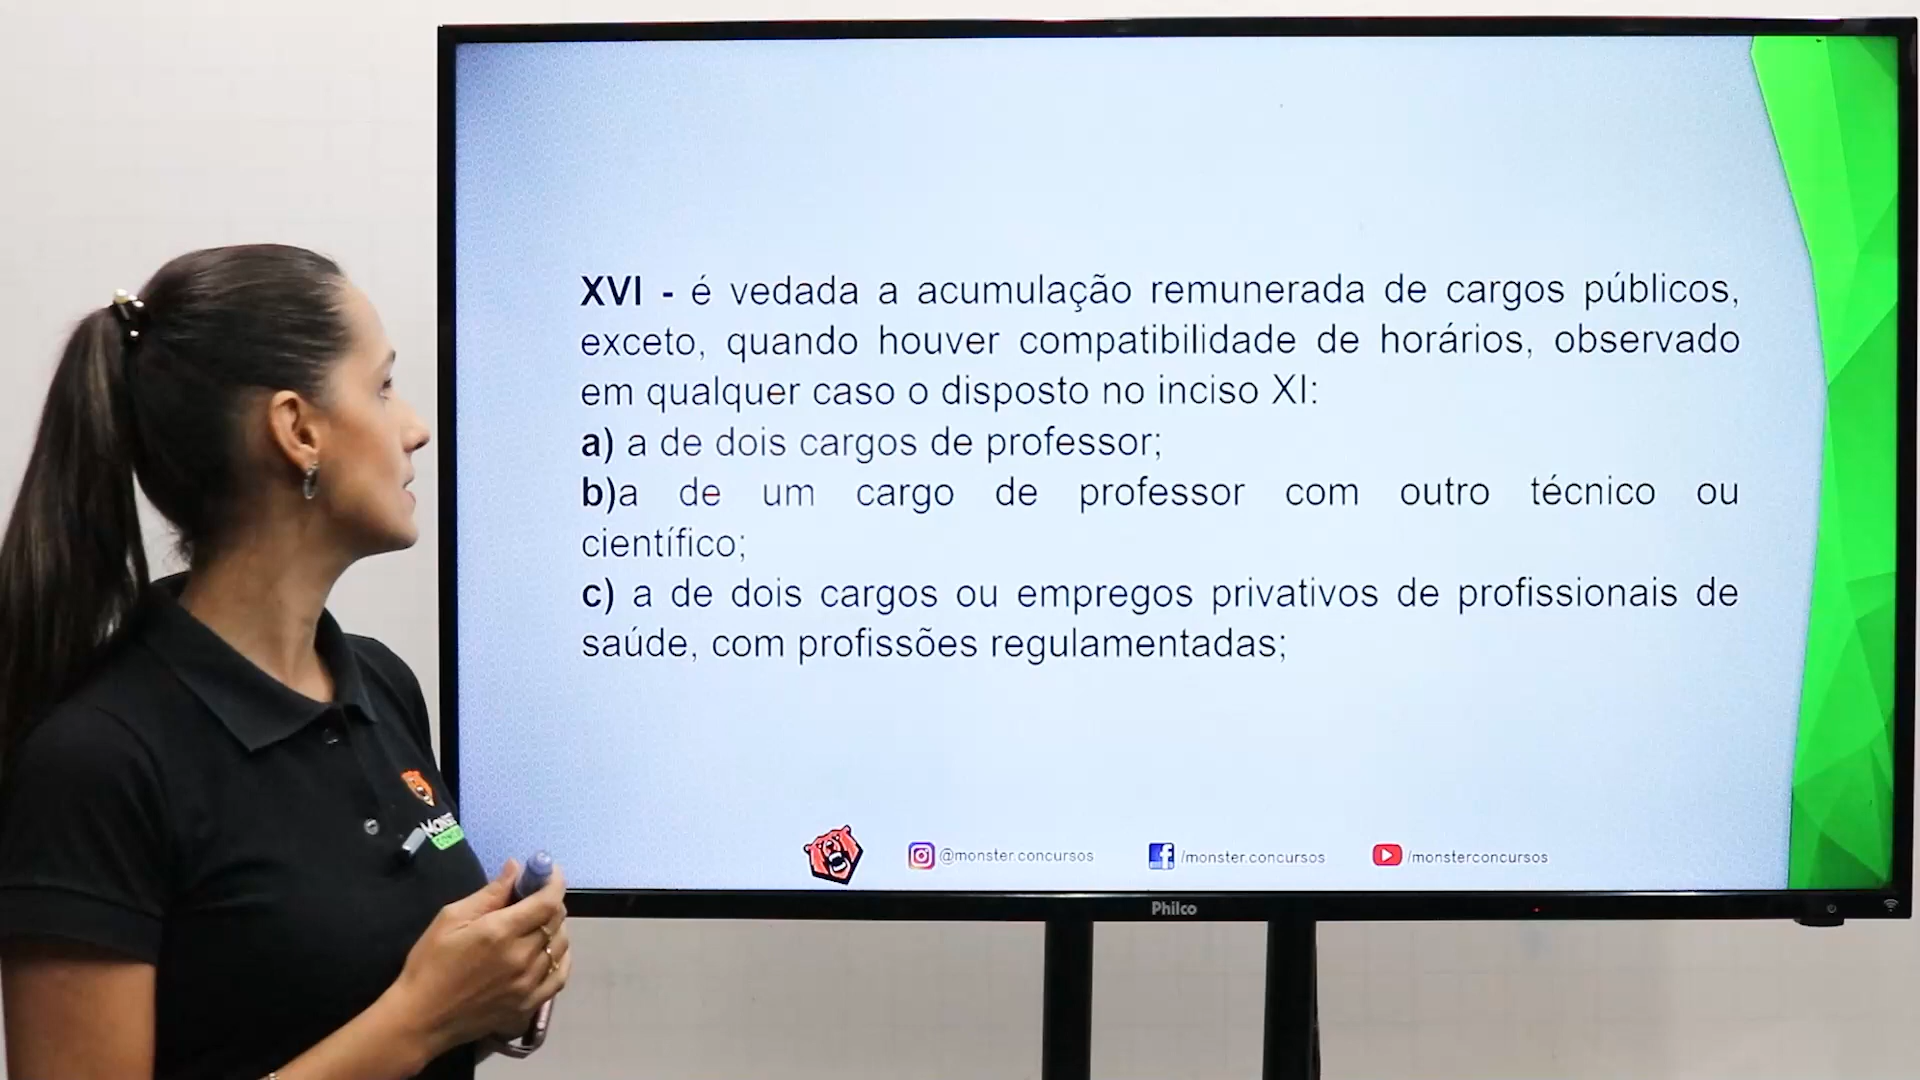 XVI - é vedada a acumulação remunerada de cargos públicos,
exceto, quando houver compatibilidade de horários, observado
em qualquer caso o disposto no inciso XI:
a) a de dois cargos de professor;
b)a de um cargo de professor com outro técnico ou
científico;
c) a de dois cargos ou empregos privativos de profissionais de
saúde, com profissões regulamentadas;
@monster.concursos /monster.concursos /monsterconcursos
Philco